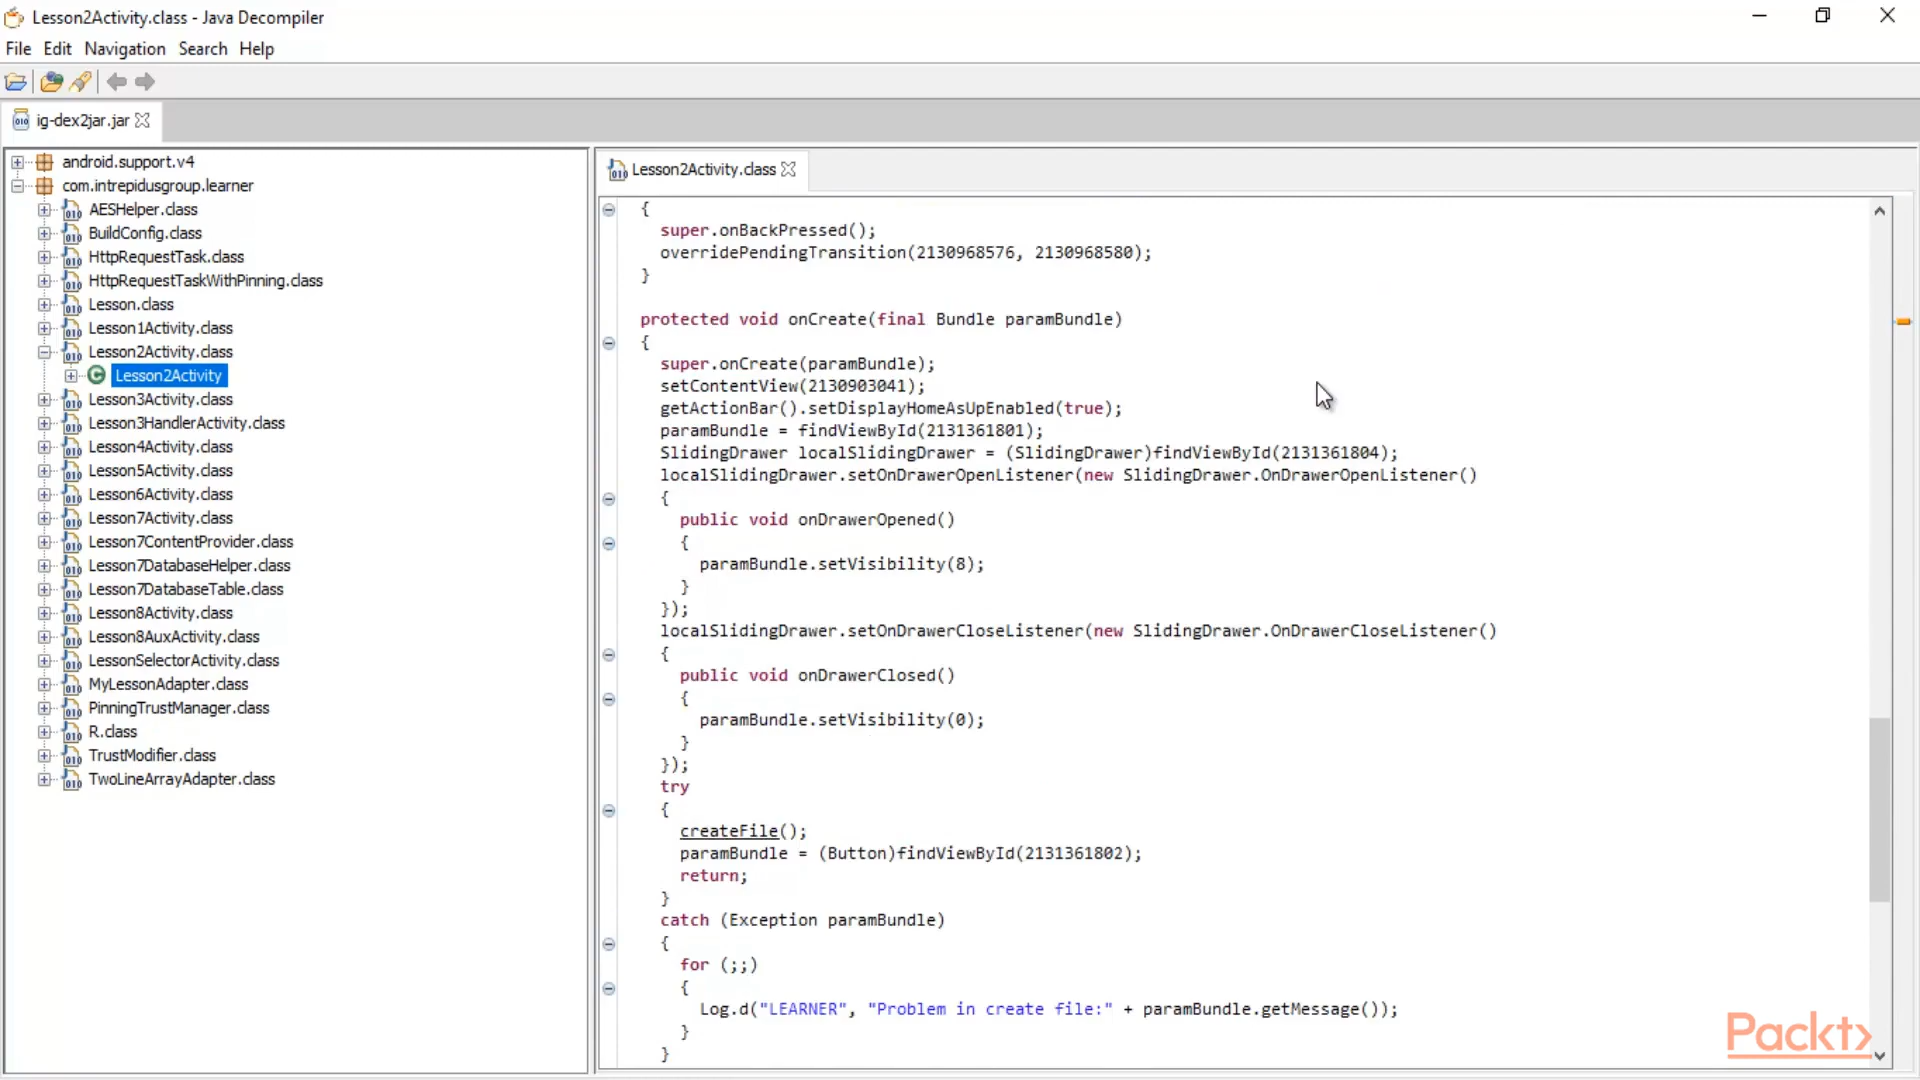 Lesson2Activity.class - Java Decompiler
File Edit Navigation Search Help
ig-dex2jar.jar
android.support.v4
com.intrepidusgroup.learner
AESHelper.class
BuildConfig.class
HttpRequestTask.class
HttpRequestTaskWithPinning.class
Lesson.class
Lesson1Activity.class
Lesson2Activity.class
Lesson2Activity
Lesson3Activity.class
Lesson3HandlerActivity.class
Lesson4Activity.class
Lesson5Activity.class
Lesson6Activity.class
Lesson7Activity.class
Lesson7ContentProvider.class
Lesson7DatabaseHelper.class
Lesson7DatabaseTable.class
Lesson8Activity.class
Lesson8AuxActivity.class
LessonSelectorActivity.class
MyLessonAdapter.class
PinningTrustManager.class
R.class
TrustModifier.class
TwoLineArrayAdapter.class
Lesson2Activity.class
{
super.onBackPressed();
overridePendingTransition(2130968576, 2130968580);
}
protected void onCreate(final Bundle paramBundle)
{
super.onCreate(paramBundle);
setContentView(2130903041);
getActionBar().setDisplayHomeAsUpEnabled(true);
paramBundle = findViewById(2131361801);
SlidingDrawer localSlidingDrawer = (SlidingDrawer)findViewById(2131361804);
localSlidingDrawer.setOnDrawerOpenListener(new SlidingDrawer.OnDrawerOpenListener()
{
public void onDrawerOpened()
{
paramBundle.setVisibility(8);
}
});
localSlidingDrawer.setOnDrawerCloseListener(new SlidingDrawer.OnDrawerCloseListener()
{
public void onDrawerClosed()
{
paramBundle.setVisibility(0);
}
});
try
{
createFile();
paramBundle = (Button)findViewById(2131361802);
return;
}
catch (Exception paramBundle)
{
for (;;)
{
Log.d("LEARNER", "Problem in create file:" + paramBundle.getMessage());
}
}
Packt